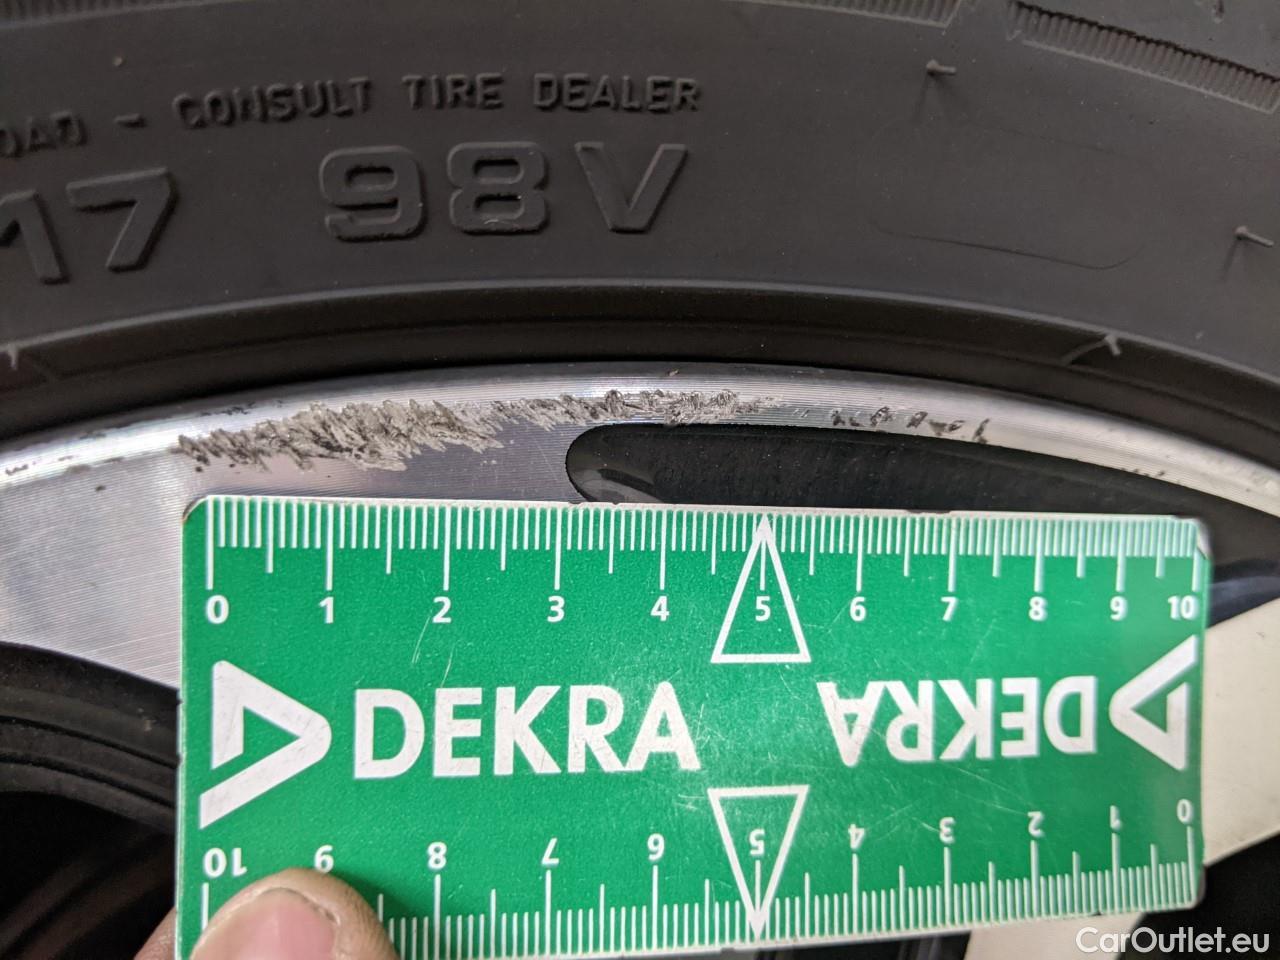 - CONSULT TIRE DEALER
17 98V
0 1 2 3 4 5 6 7 8 9 10
DEKRA DEKRA
10 9 8 7 6 5 4 3 2 1 0
CarOutlet.eu